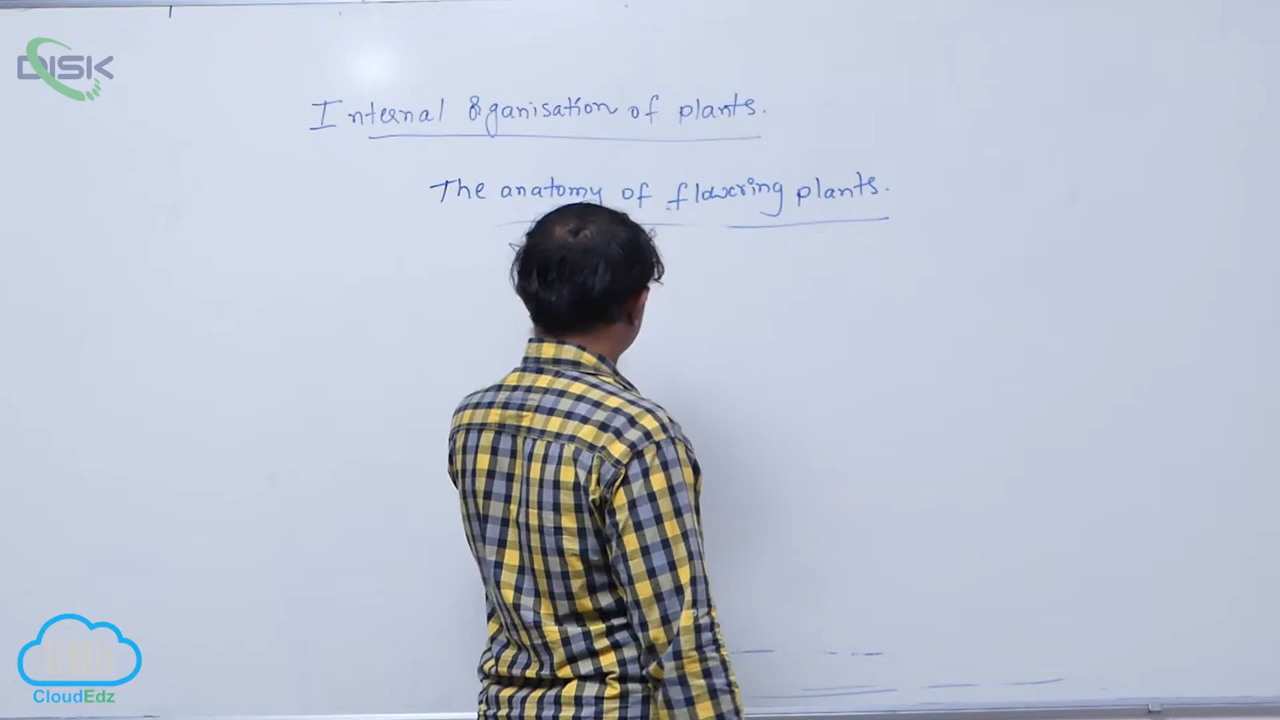 DISK
Internal organisation of plants.
The anatomy of flowering plants.
CloudEdz